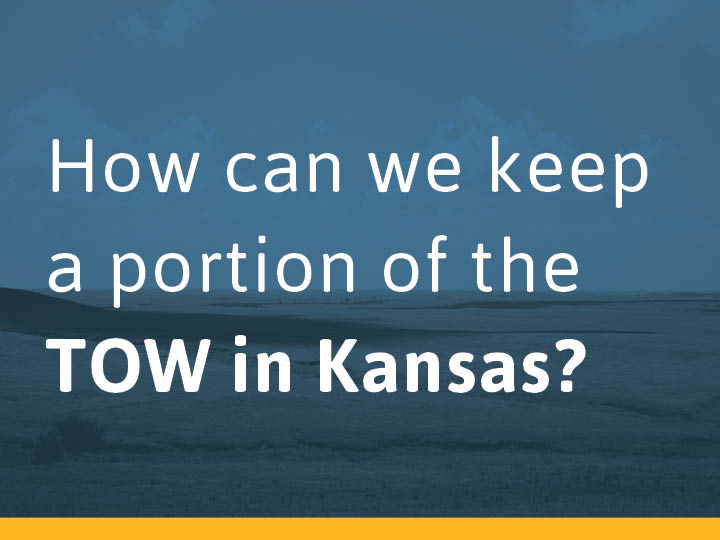 How can we keep
a portion of the
TOW in Kansas?